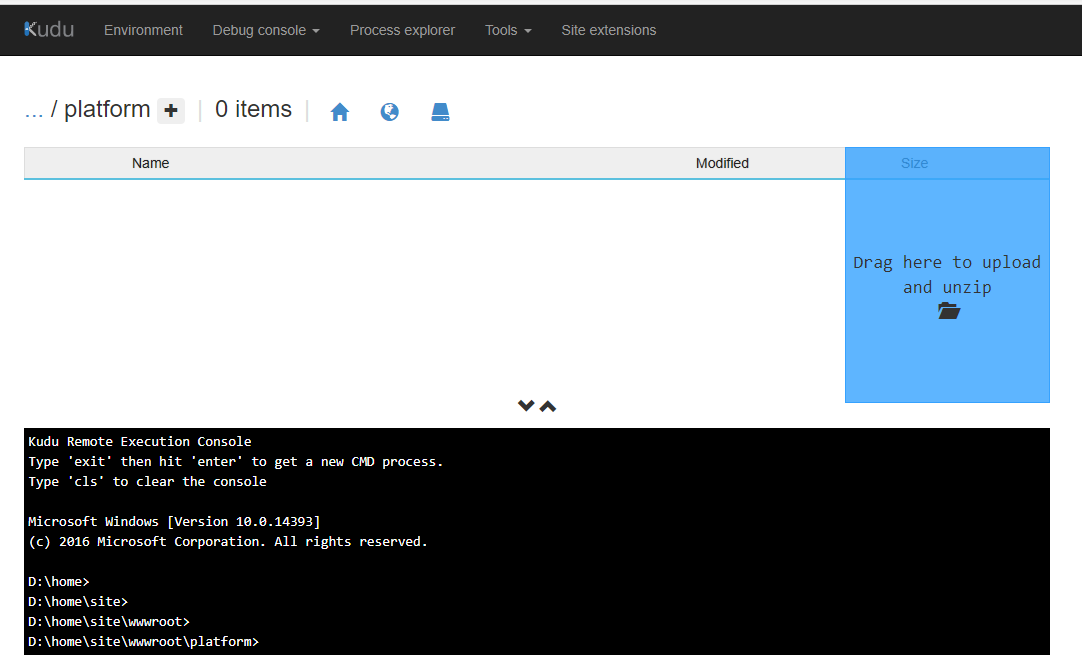 Kudu Environment Debug console Process explorer Tools Site extensions
... / platform 0 items
Name Modified Size
Drag here to upload
and unzip
Kudu Remote Execution Console
Type 'exit' then hit 'enter' to get a new CMD process.
Type 'cls' to clear the console
Microsoft Windows [Version 10.0.14393]
(c) 2016 Microsoft Corporation. All rights reserved.
D:\home>
D:\home\site>
D:\home\site\wwwroot>
D:\home\site\wwwroot\platform>